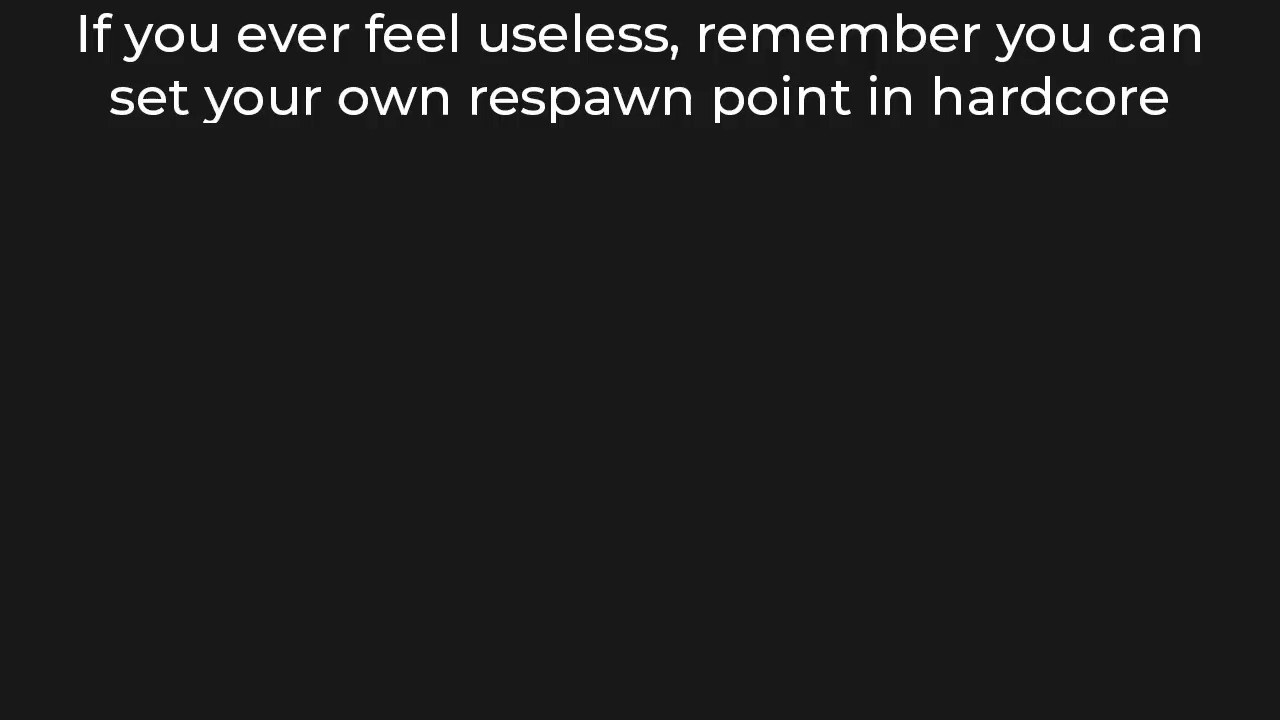 If you ever feel useless, remember you can
set your own respawn point in hardcore